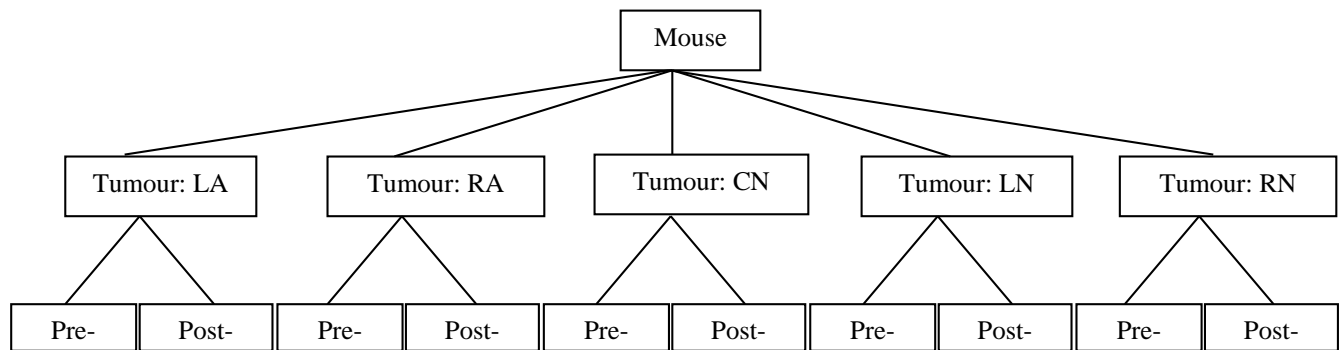 Mouse
Tumour: LA
Tumour: RA
Tumour: CN
Tumour: LN
Tumour: RN
Pre-
Post-
Pre-
Post-
Pre-
Post-
Pre-
Post-
Pre-
Post-